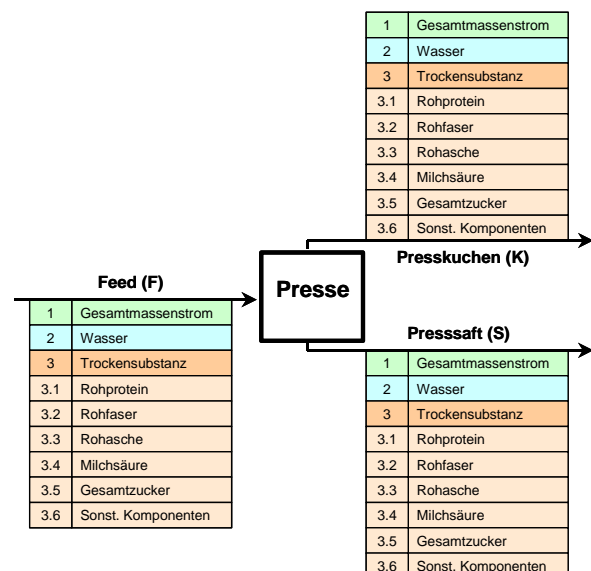 1 Gesamtmassenstrom
2 Wasser
3 Trockensubstanz
3.1 Rohprotein
3.2 Rohfaser
3.3 Rohasche
3.4 Milchsäure
3.5 Gesamtzucker
3.6 Sonst. Komponenten
Presskuchen (K)
Feed (F)
Presse
1 Gesamtmassenstrom
2 Wasser
3 Trockensubstanz
3.1 Rohprotein
3.2 Rohfaser
3.3 Rohasche
3.4 Milchsäure
3.5 Gesamtzucker
3.6 Sonst. Komponenten
Presssaft (S)
1 Gesamtmassenstrom
2 Wasser
3 Trockensubstanz
3.1 Rohprotein
3.2 Rohfaser
3.3 Rohasche
3.4 Milchsäure
3.5 Gesamtzucker
3.6 Sonst. Komponenten